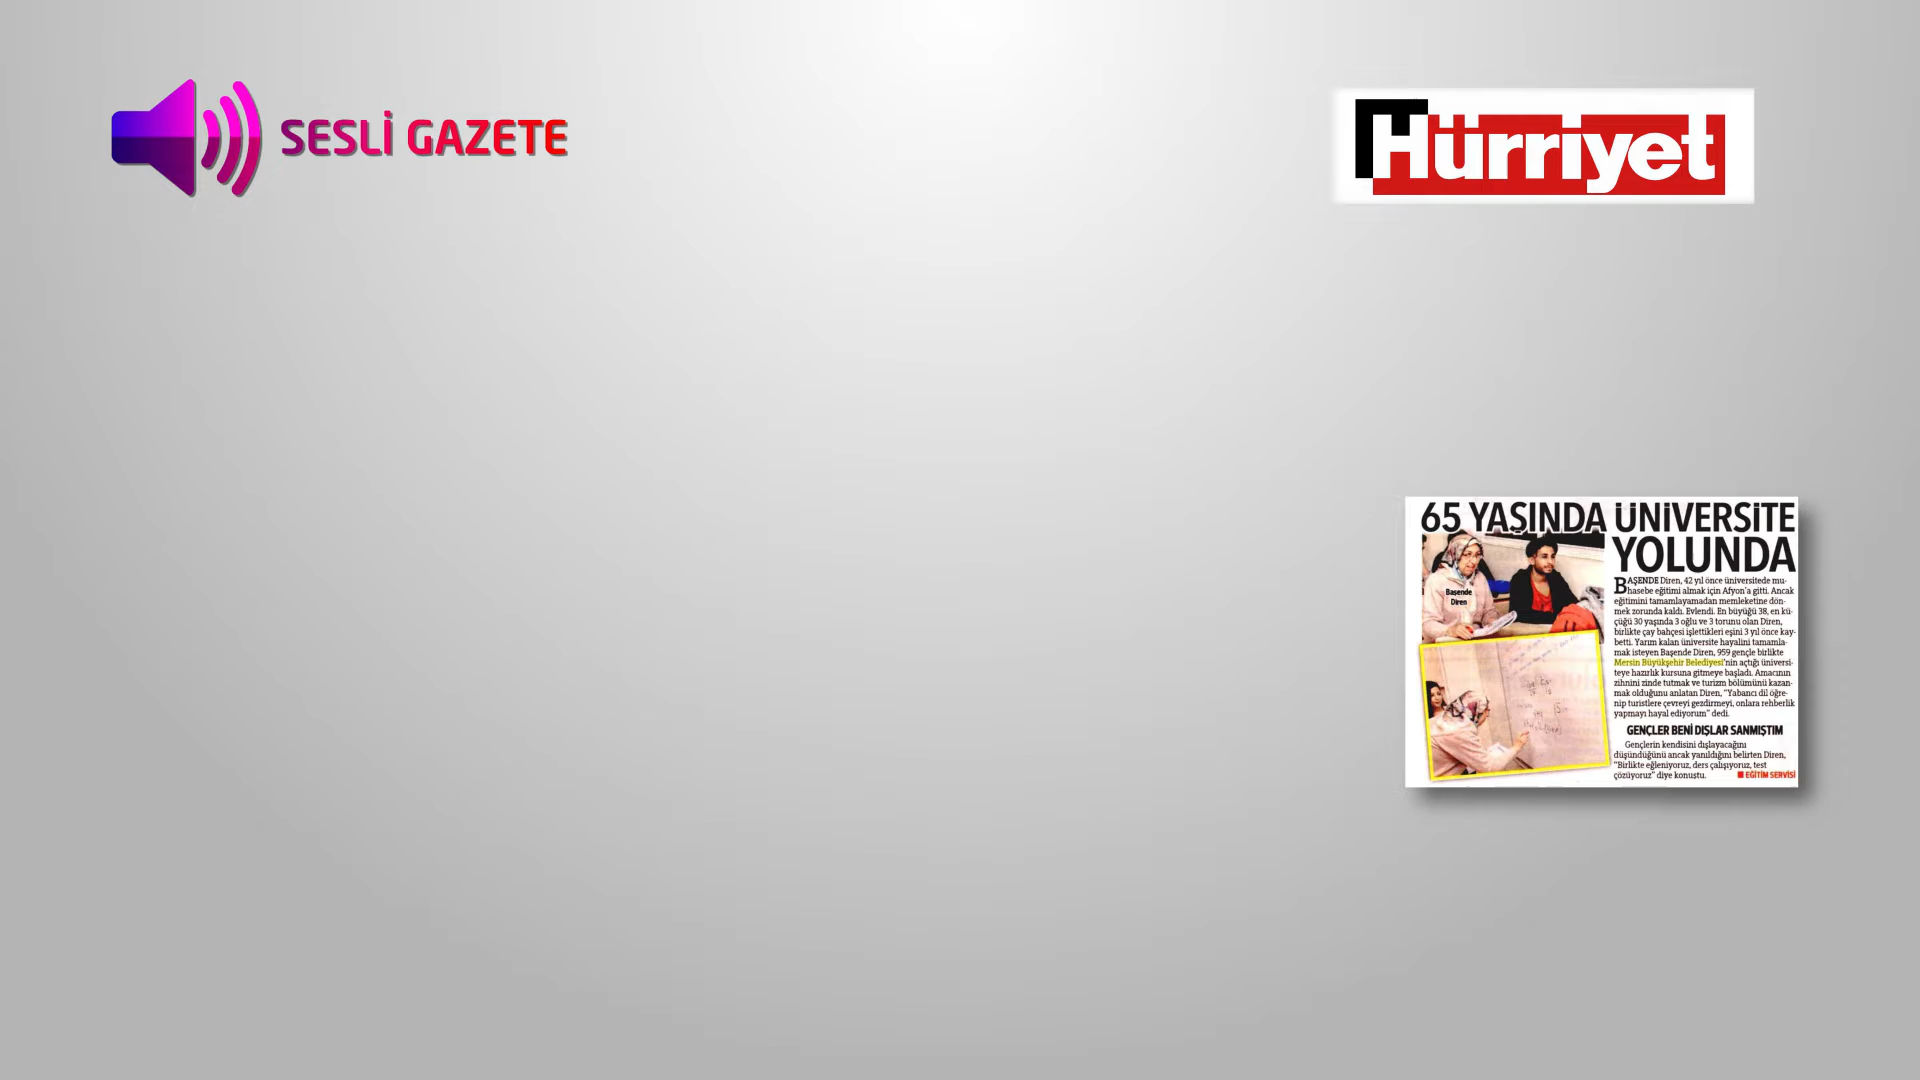 SESLİ GAZETE
Hürriyet
65 YAŞINDA ÜNİVERSİTE
YOLUNDA
Başende
Diren
BAŞENDE Diren, 42 yıl önce üniversitede mu-
hasebe eğitimi almak için Afyon'a gitti. Ancak
eğitimini tamamlayamadan memleketine dön-
mek zorunda kaldı. Evlendi. En büyüğü 38, en kü-
çüğü 30 yaşında 3 oğlu ve 3 torunu olan Diren,
birlikte çay bahçesi işlettikleri eşini 3 yıl önce kay-
betti. Yarım kalan üniversite hayalini tamamla-
mak isteyen Başende Diren, 959 gençle birlikte
Mersin Büyükşehir Belediyesi'nin açtığı üniversi-
teye hazırlık kursuna gitmeye başladı. Amacının
zihnini zinde tutmak ve turizm bölümünü kazan-
mak olduğunu anlatan Diren, "Yabancı dil öğre-
nip turistlere çevreyi gezdirmeyi, onlara rehberlik
yapmayı hayal ediyorum" dedi.
GENÇLER BENİ DIŞLAR SANMIŞTIM
Gençlerin kendisini dışlayacağını
düşündüğünü ancak yanıldığını belirten Diren,
"Birlikte eğleniyoruz, ders çalışıyoruz, test
çözüyoruz" diye konuştu.
EĞİTİM SERVİSİ